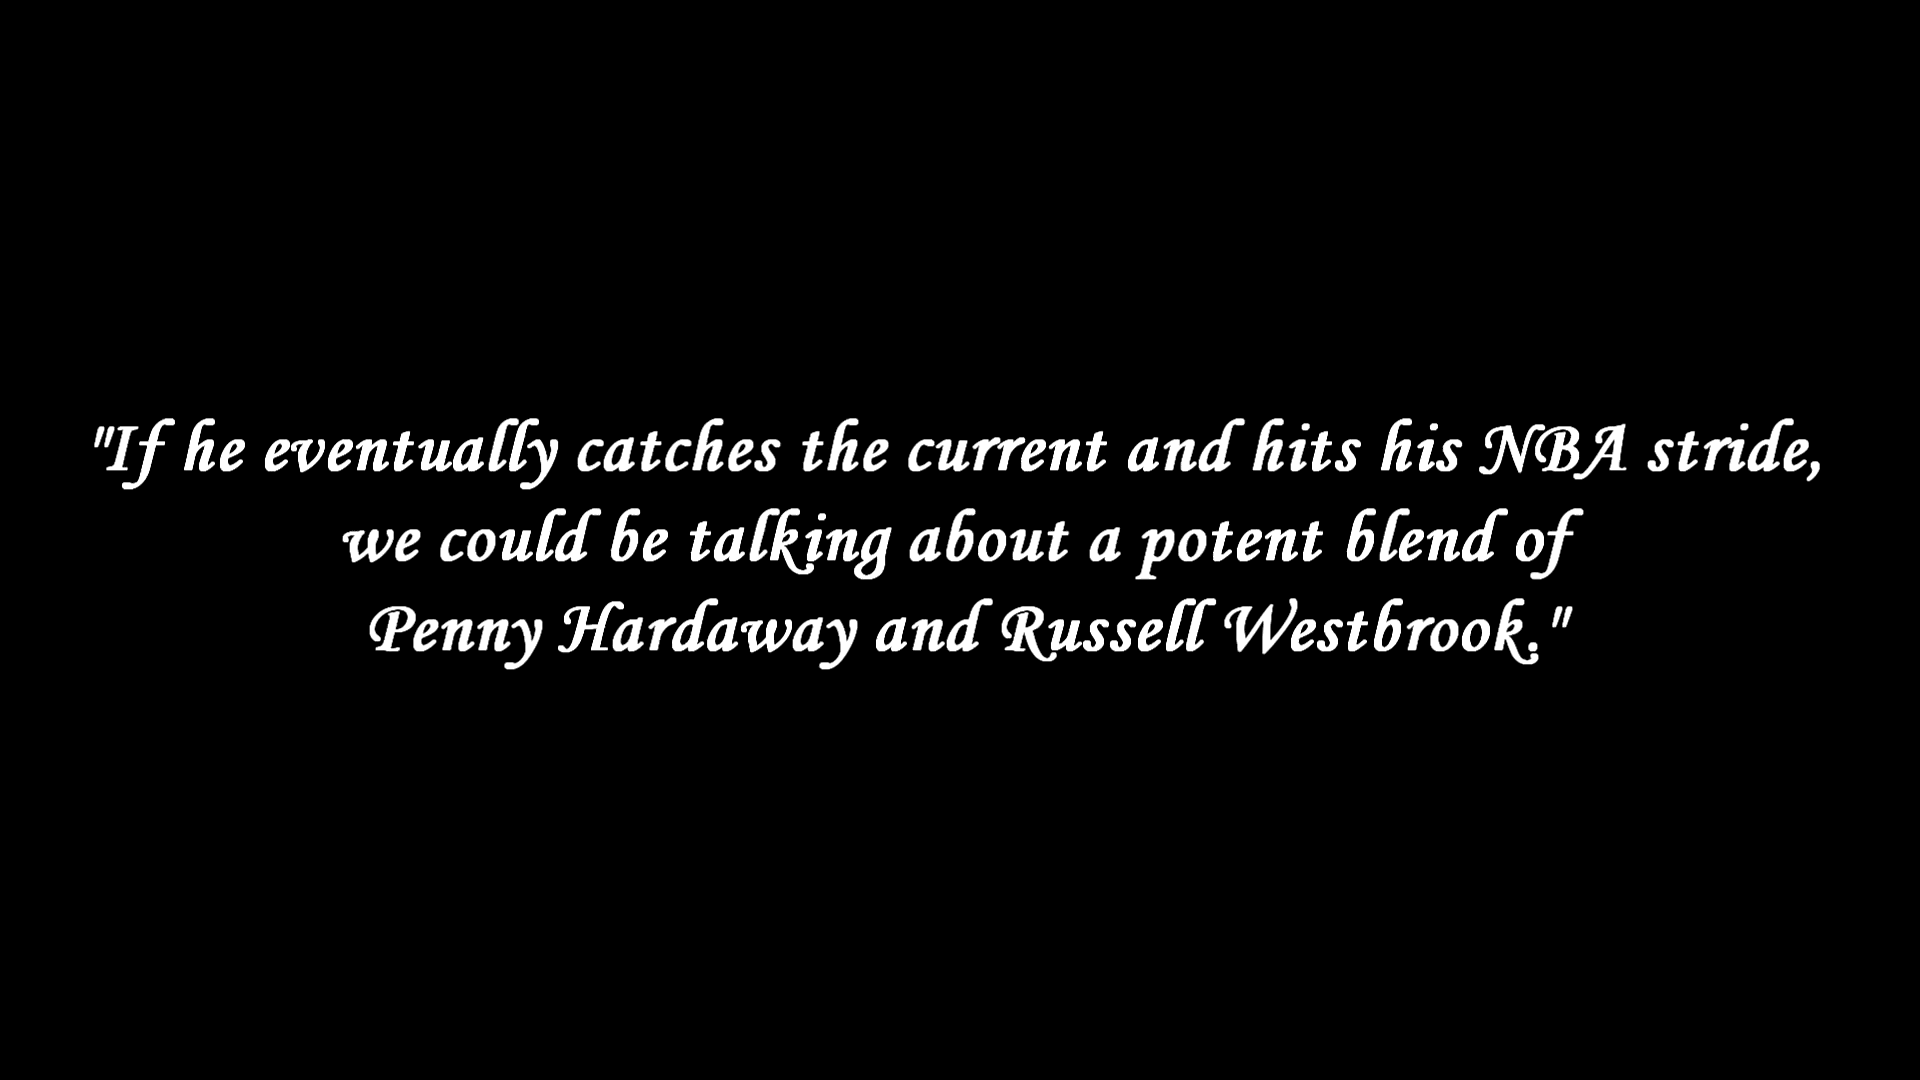 "If he eventually catches the current and hits his NBA stride,
we could be talking about a potent blend of
Penny Hardaway and Russell Westbrook."